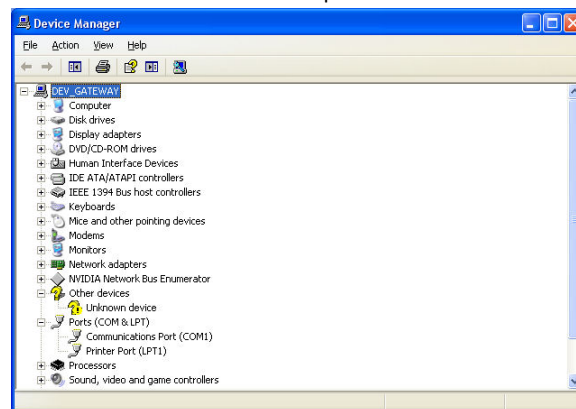 Device Manager
File Action View Help
DEV_GATEWAY
Computer
Disk drives
Display adapters
DVD/CD-ROM drives
Human Interface Devices
IDE ATA/ATAPI controllers
IEEE 1394 Bus host controllers
Keyboards
Mice and other pointing devices
Modems
Monitors
Network adapters
NVIDIA Network Bus Enumerator
Other devices
Unknown device
Ports (COM & LPT)
Communications Port (COM1)
Printer Port (LPT1)
Processors
Sound, video and game controllers